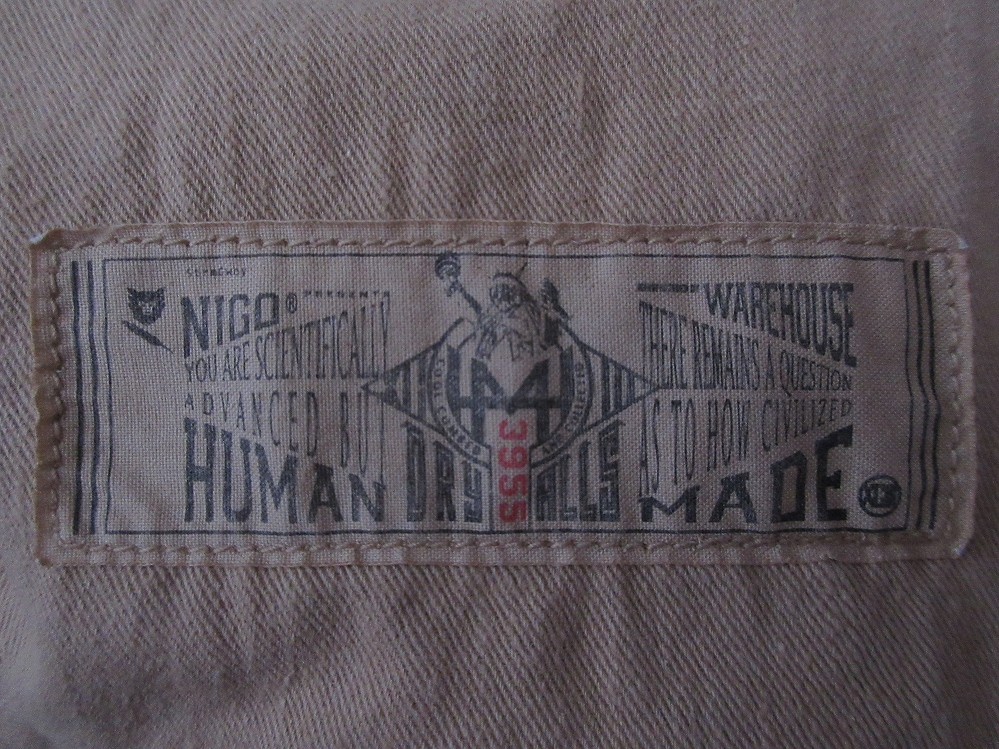 NIGO®
YOU ARE SCIENTIFICALLY
ADVANCED BUT
HUMAN
HM
DRY ALLS
3955
WAREHOUSE
THERE REMAINS A QUESTION
AS TO HOW CIVILIZED
MADE